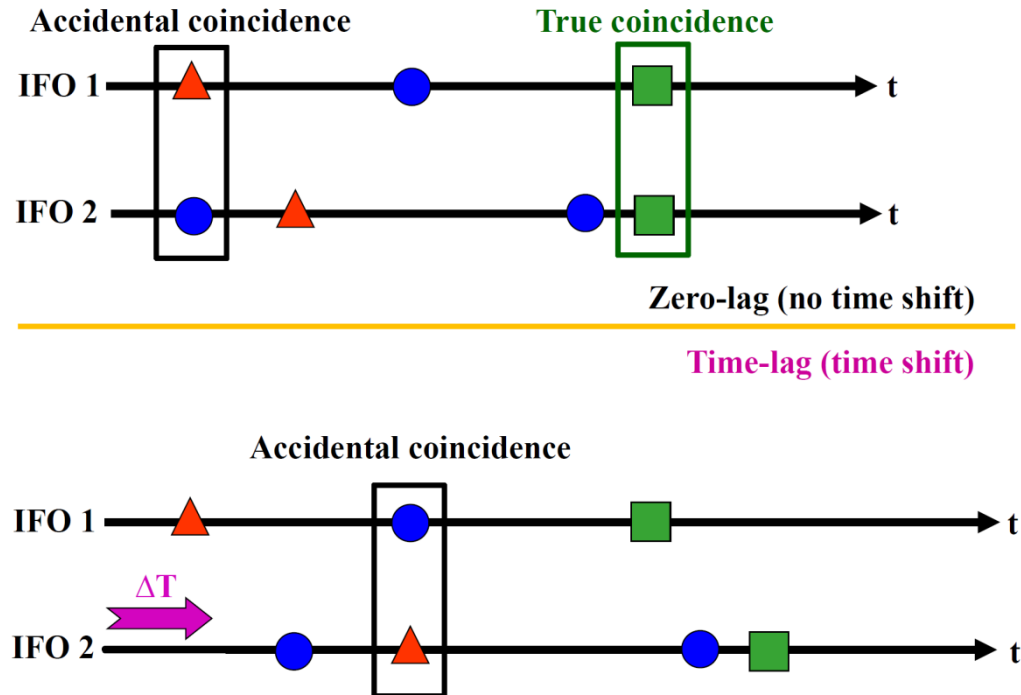 Accidental coincidence
True coincidence
IFO 1
t
IFO 2
t
Zero-lag (no time shift)
Time-lag (time shift)
Accidental coincidence
IFO 1
t
ΔT
IFO 2
t